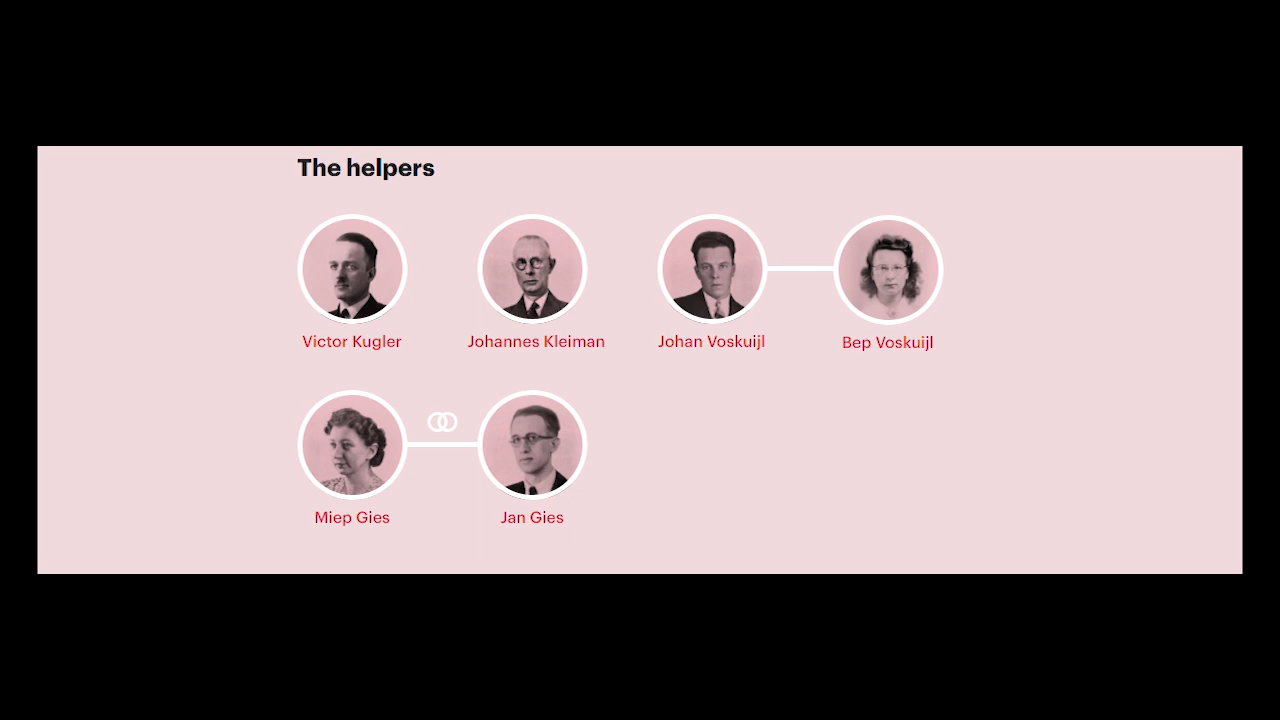 The helpers
Victor Kugler
Johannes Kleiman
Johan Voskuijl
Bep Voskuijl
Miep Gies
Jan Gies